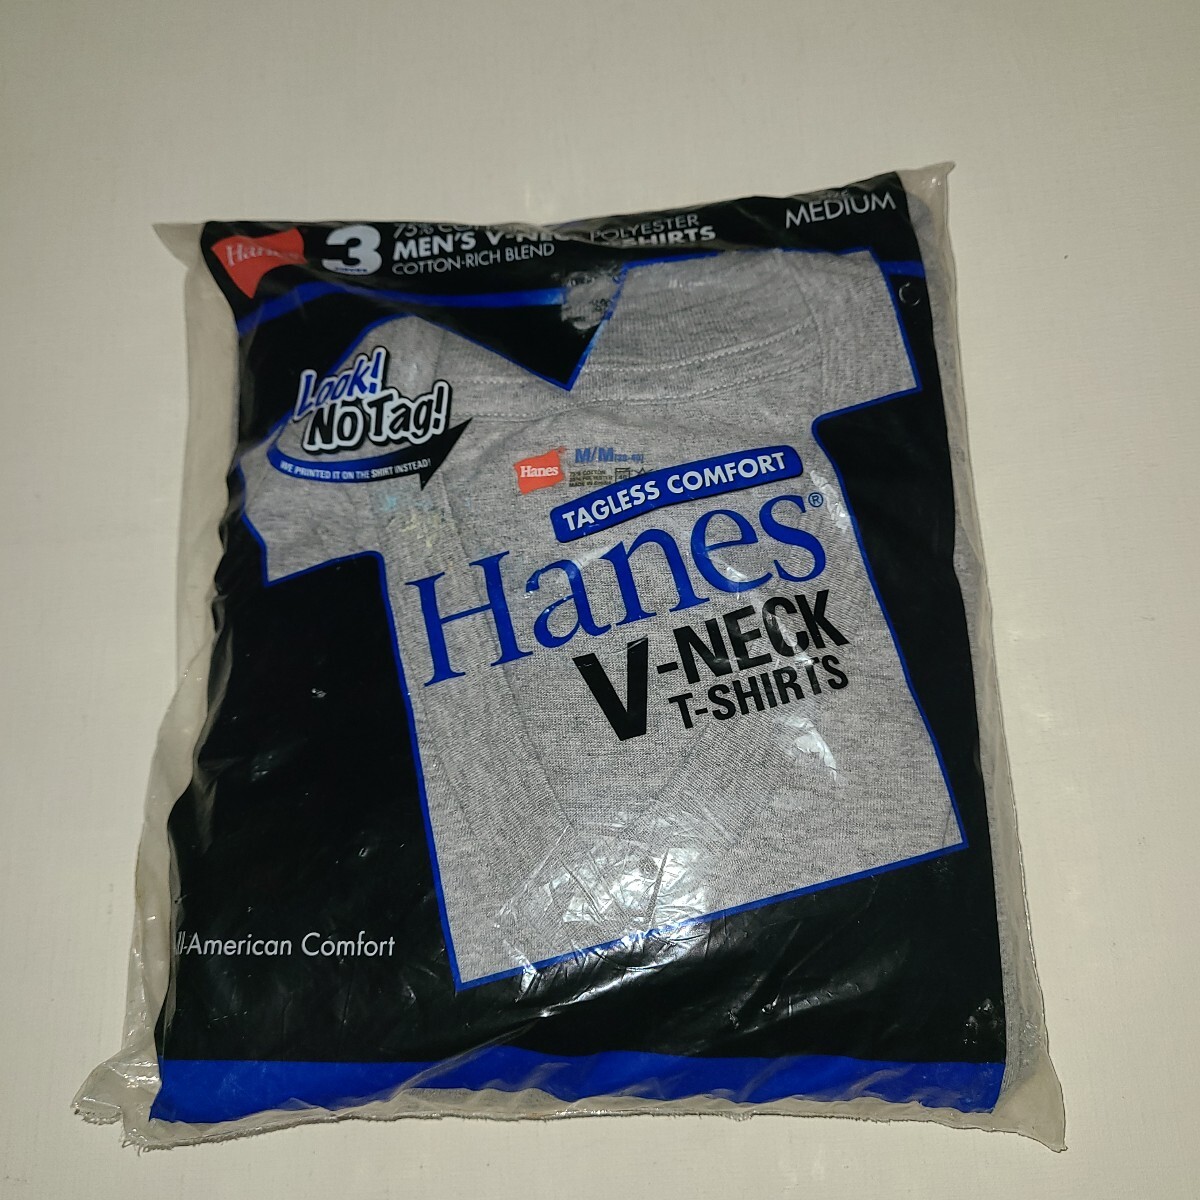 Hanes
3
75%
POLYESTER
MEN'S V-NECK
SHIRTS
COTTON-RICH BLEND
MEDIUM
Look!
No Tag!
WE PRINTED IT ON THE SHIRT INSTEAD!
Hanes
M/M
TAGLESS COMFORT
Hanes®
V-NECK
T-SHIRTS
ll-American Comfort